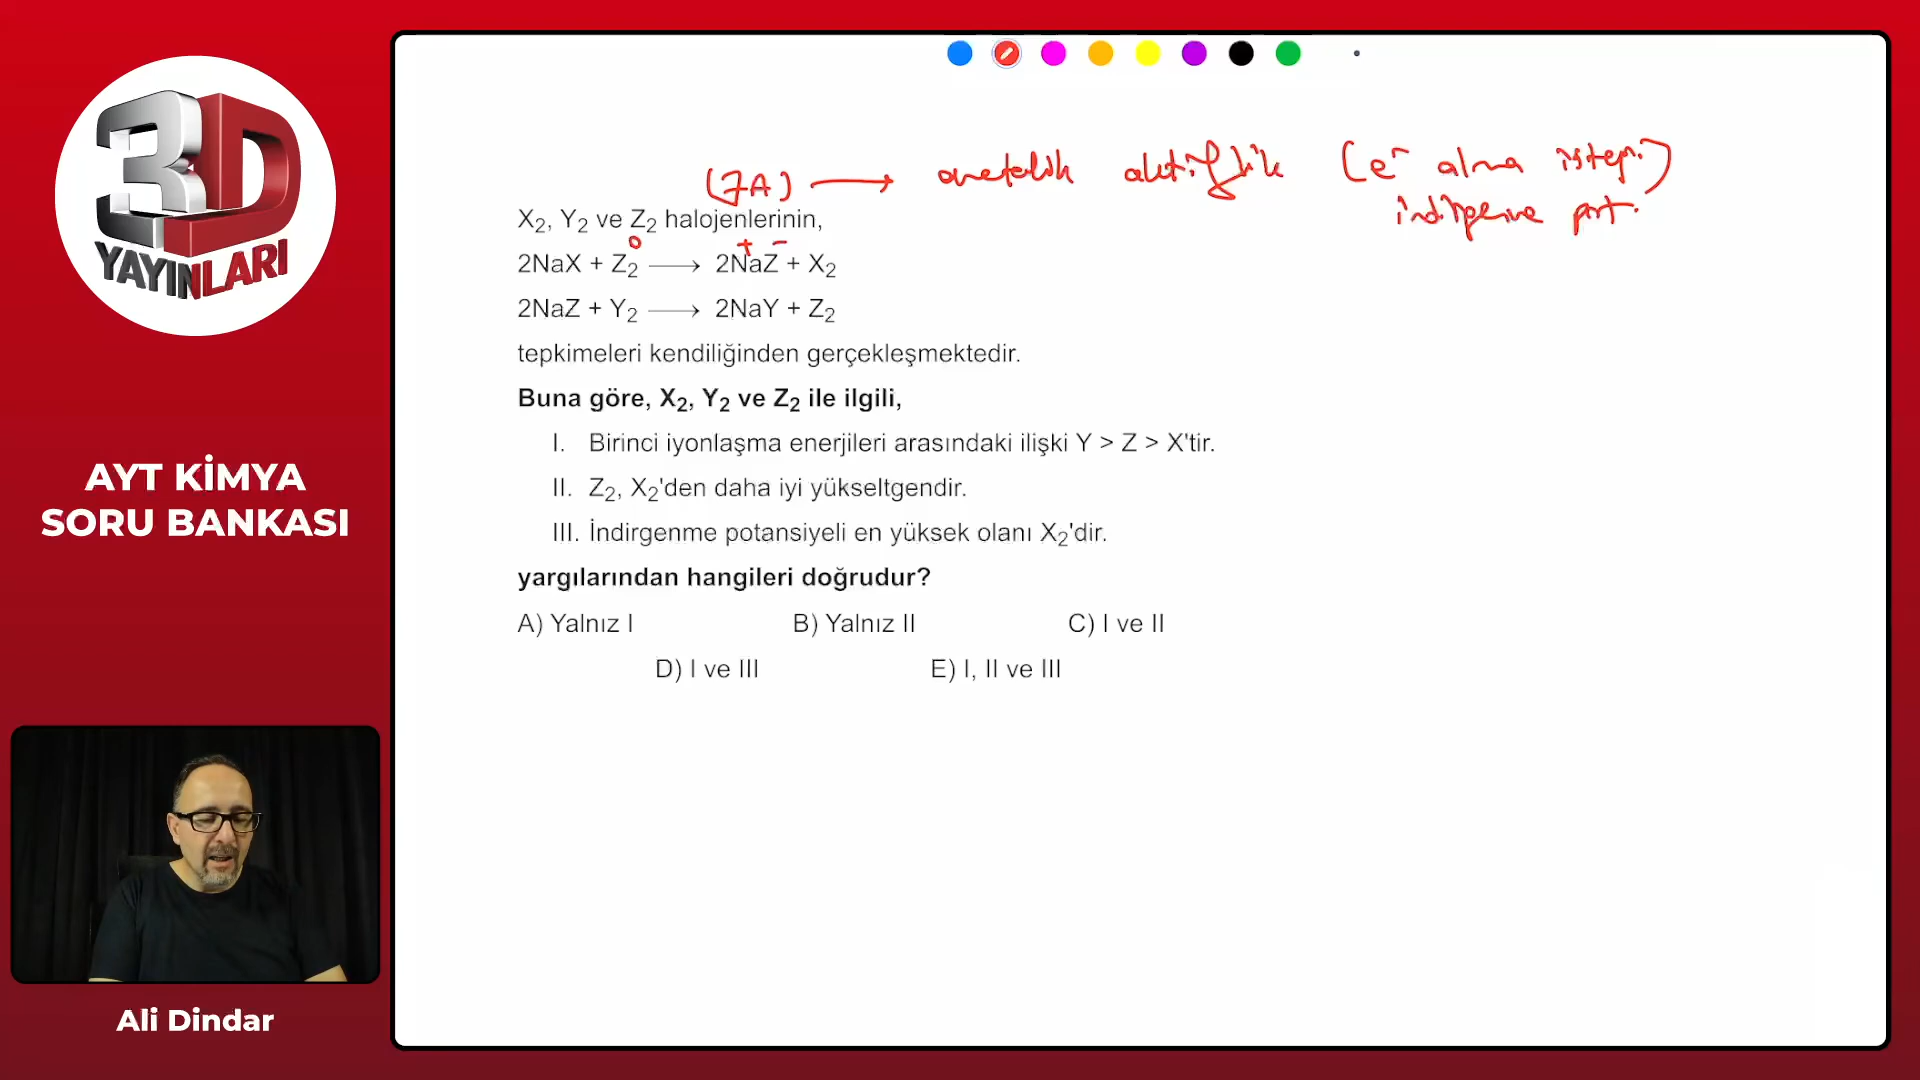 3D
YAYINLARI
AYT KİMYA
SORU BANKASI
Ali Dindar
(7A) → ametalik aktiflik (e⁻ alma isteği)
indirgenme pot.
X₂, Y₂ ve Z₂ halojenlerinin,
0 + -
2NaX + Z₂ ⟶ 2NaZ + X₂
2NaZ + Y₂ ⟶ 2NaY + Z₂
tepkimeleri kendiliğinden gerçekleşmektedir.
Buna göre, X₂, Y₂ ve Z₂ ile ilgili,
I. Birinci iyonlaşma enerjileri arasındaki ilişki Y > Z > X'tir.
II. Z₂, X₂'den daha iyi yükseltgendir.
III. İndirgenme potansiyeli en yüksek olanı X₂'dir.
yargılarından hangileri doğrudur?
A) Yalnız I B) Yalnız II C) I ve II
D) I ve III E) I, II ve III